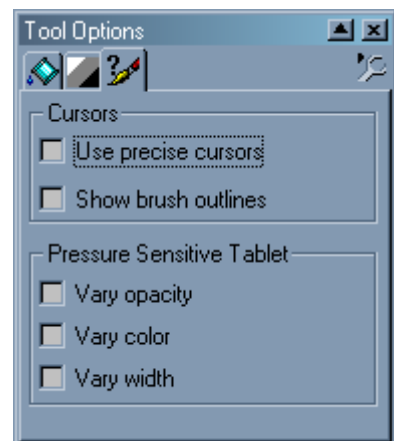 Tool Options
Cursors
Use precise cursors
Show brush outlines
Pressure Sensitive Tablet
Vary opacity
Vary color
Vary width